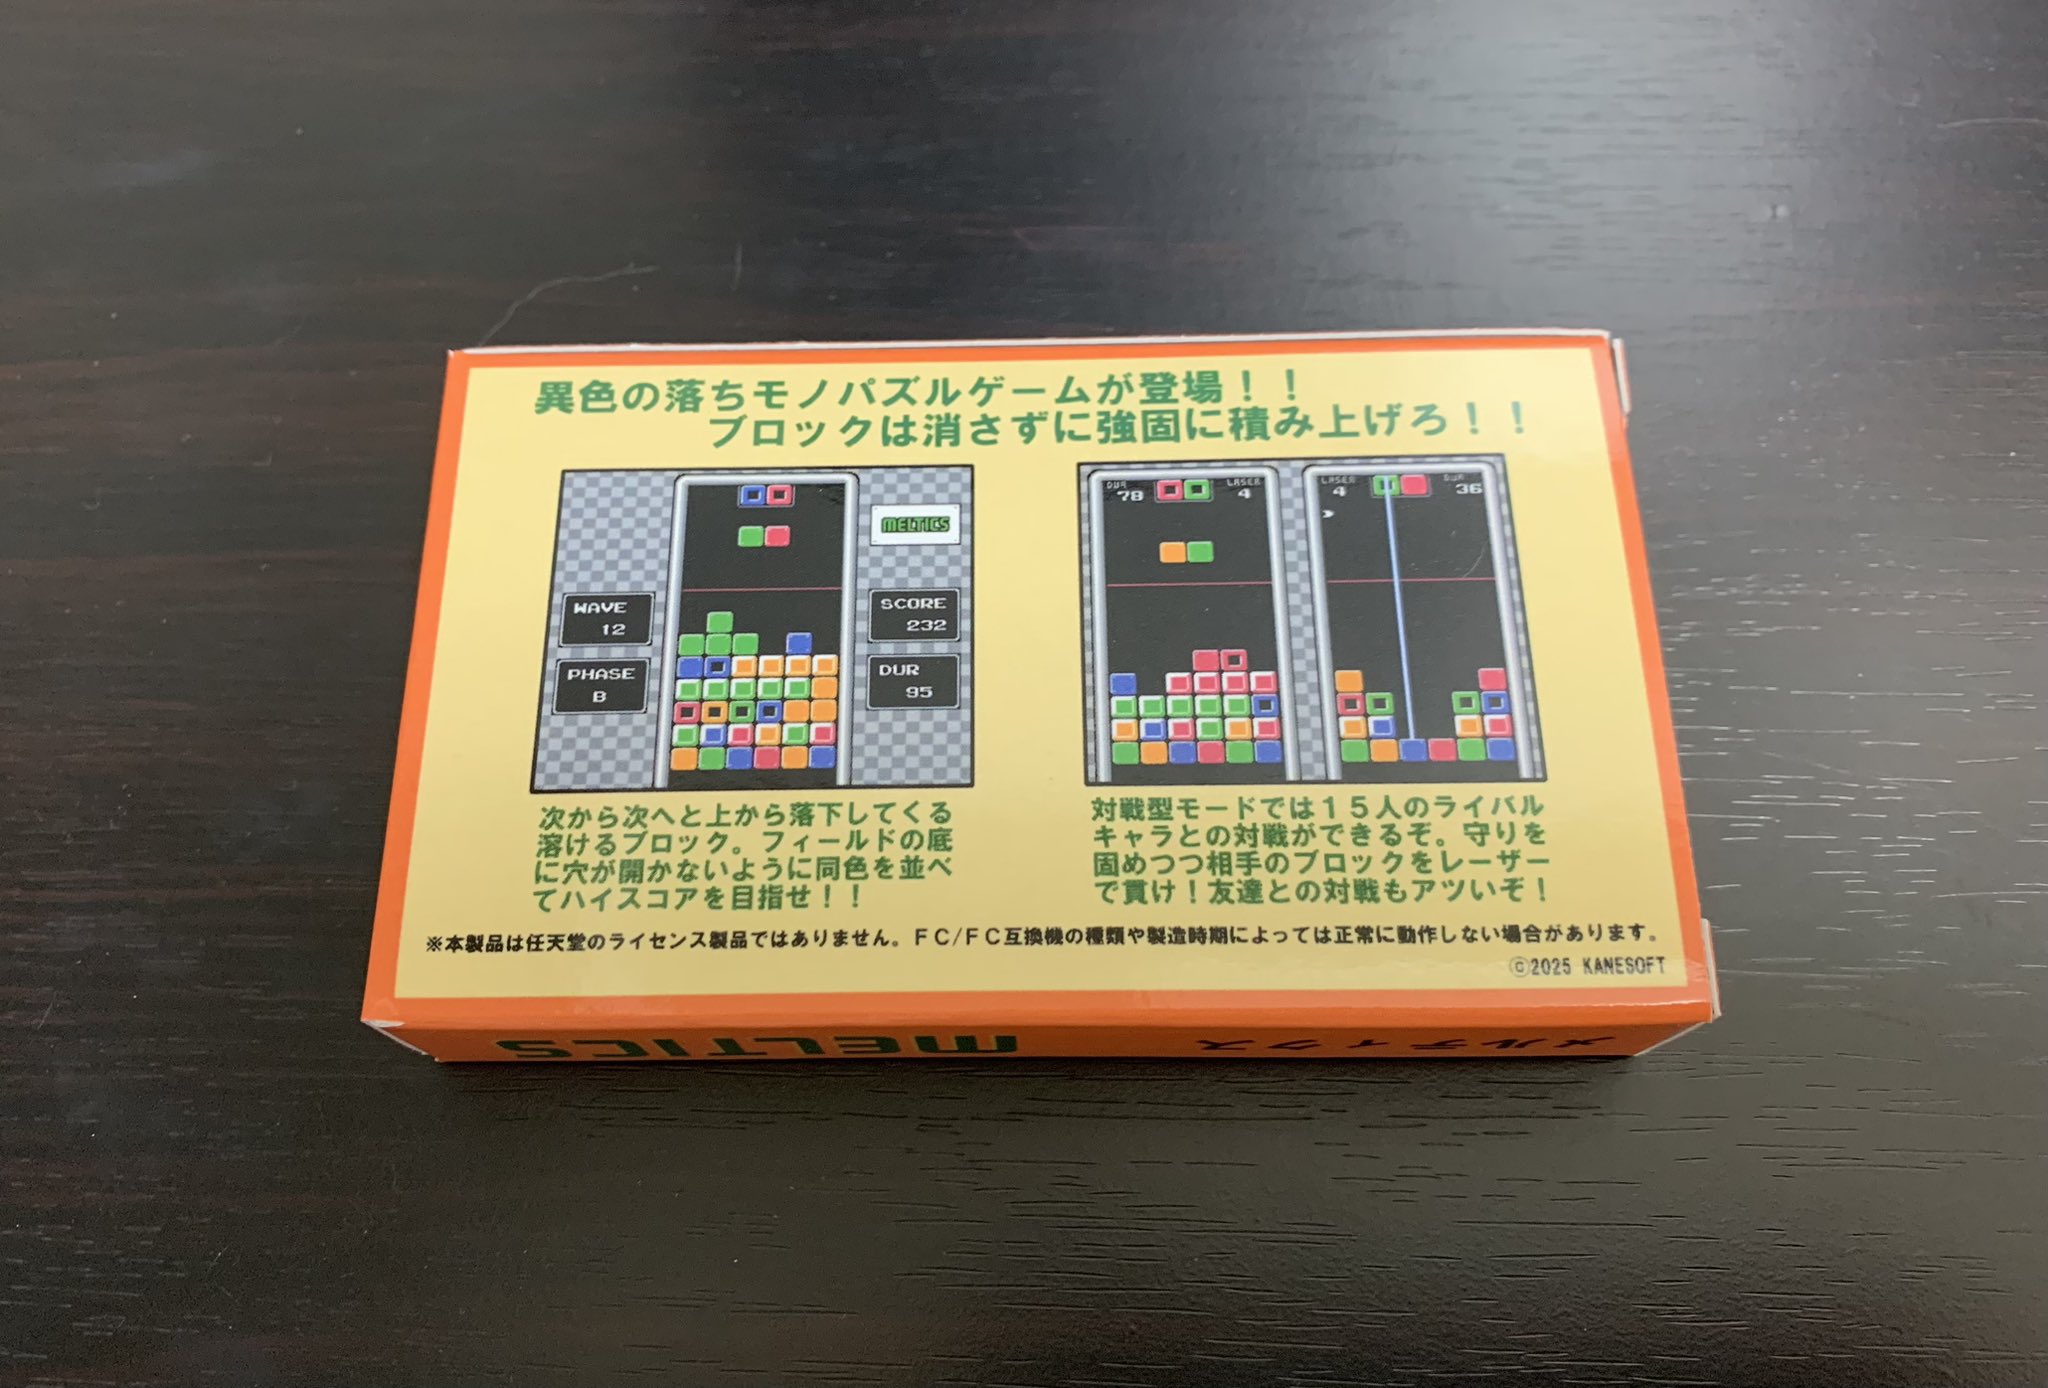 異色の落ちモノパズルゲームが登場！！
ブロックは消さずに強固に積み上げろ！！
WAVE
12
PHASE
B
MELTICS
SCORE
232
DUR
95
DUR
78
LASER
4
LASER
4
DUR
36
次から次へと上から落下してくる
溶けるブロック。フィールドの底
に穴が開かないように同色を並べ
てハイスコアを目指せ！！
対戦型モードでは１５人のライバル
キャラとの対戦ができるぞ。守りを
固めつつ相手のブロックをレーザー
で貫け！友達との対戦もアツいぞ！
※本製品は任天堂のライセンス製品ではありません。ＦＣ/ＦＣ互換機の種類や製造時期によっては正常に動作しない場合があります。
©2025 KANESOFT
メルティクス
MELTICS